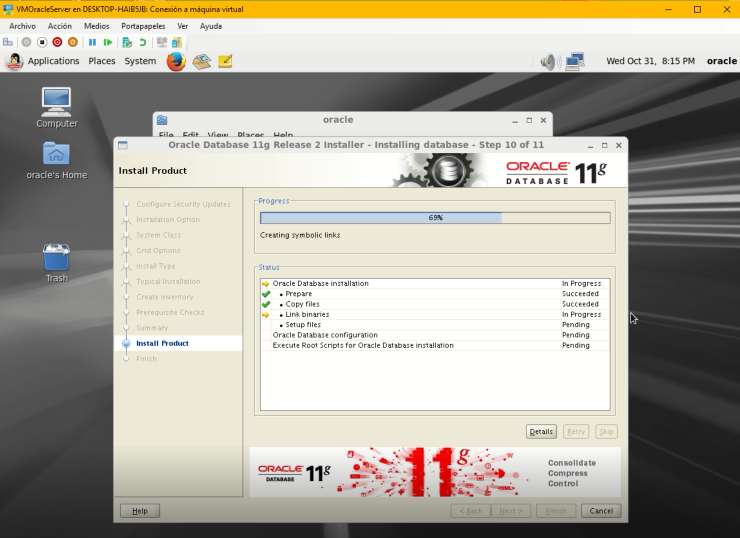 VMOracleServer en DESKTOP-HAIB5JB: Conexión a máquina virtual
Archivo Acción Medios Portapapeles Ver Ayuda
Applications Places System Wed Oct 31, 8:15 PM oracle
Computer
oracle's Home
Trash
oracle
File Edit View Places Help
Oracle Database 11g Release 2 Installer - Installing database - Step 10 of 11
Install Product
ORACLE 11g
DATABASE
Configure Security Updates
Installation Option
System Class
Grid Options
Install Type
Typical Installation
Create Inventory
Prerequisite Checks
Summary
Install Product
Finish
Progress
69%
Creating symbolic links
Status
Oracle Database installation In Progress
• Prepare Succeeded
• Copy files Succeeded
• Link binaries In Progress
• Setup files Pending
Oracle Database configuration Pending
Execute Root Scripts for Oracle Database installation Pending
Details Retry Skip
ORACLE 11g
DATABASE
11g
Consolidate
Compress
Control
Help < Back Next > Finish Cancel